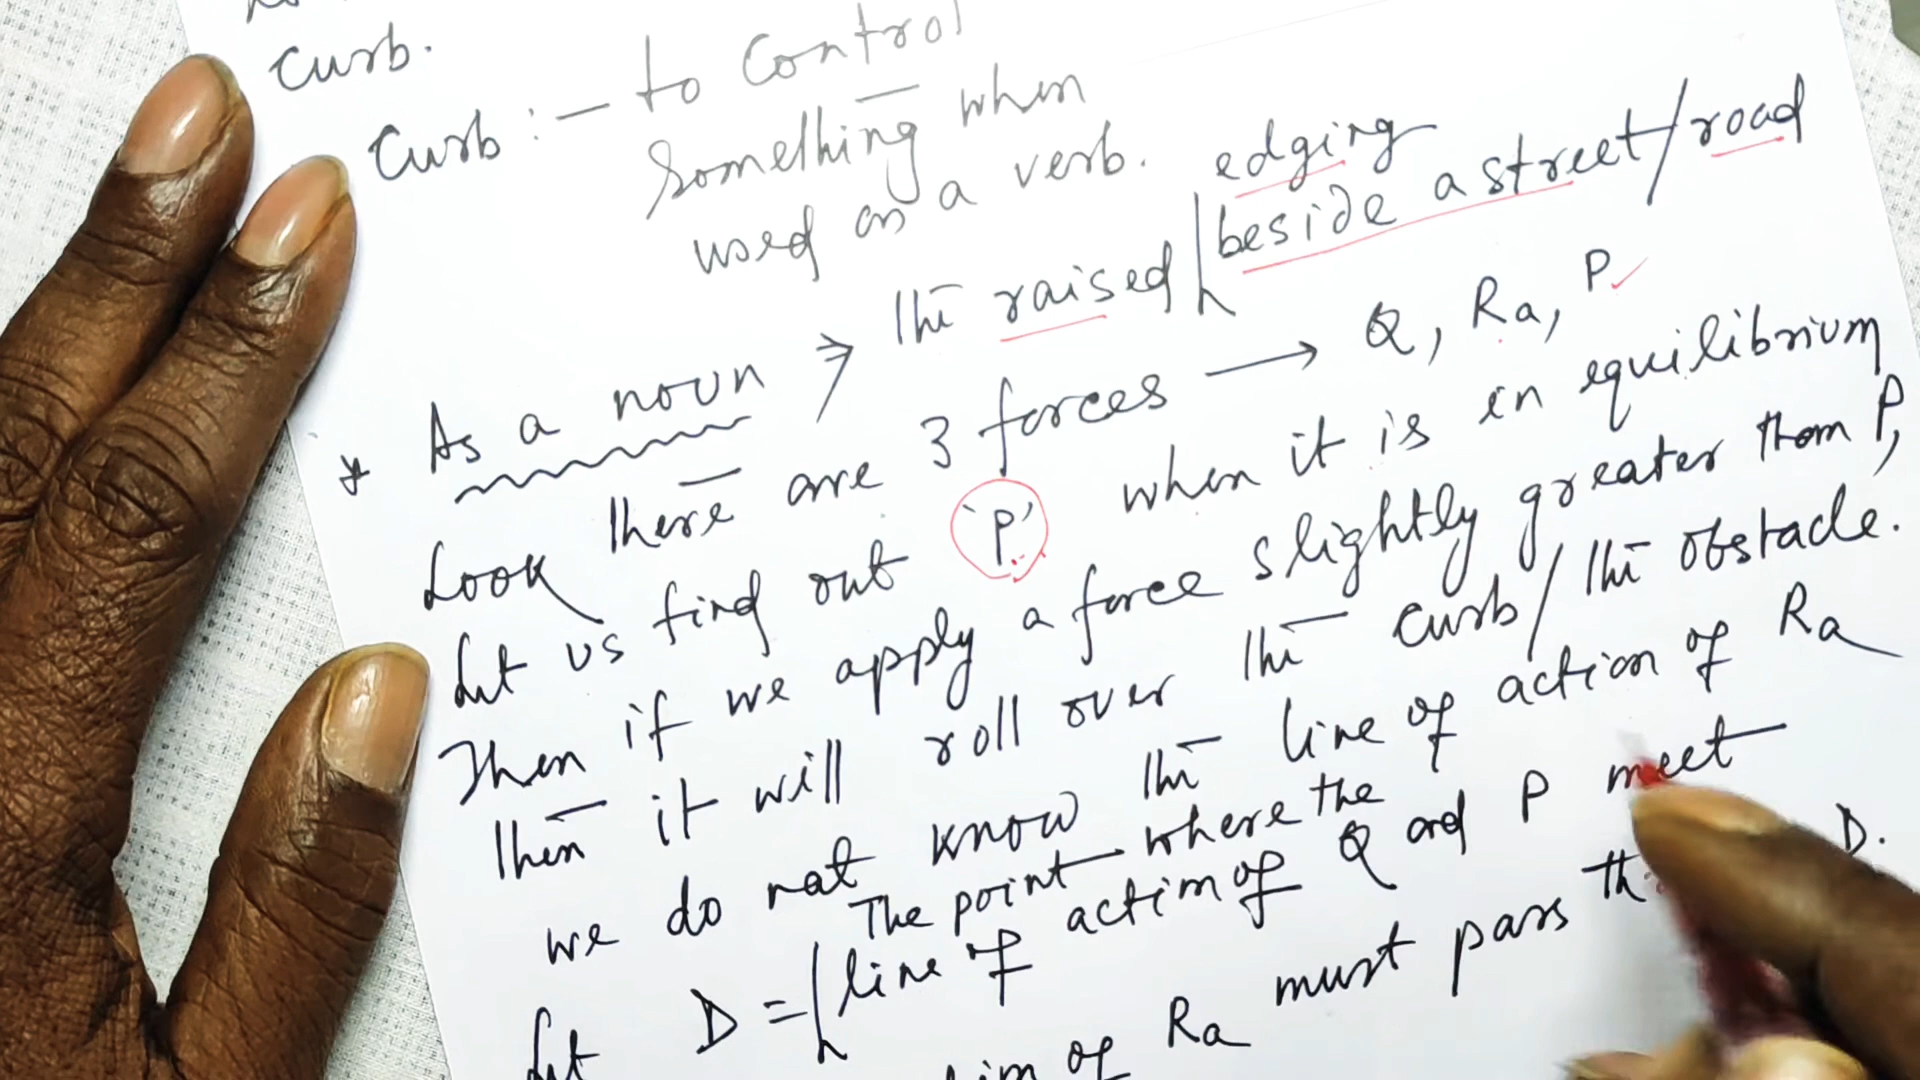 Curb.
Curb :- to control
something when
used as a verb.
* As a noun ⇒ The raised edging
beside a street/road
Look there are 3 forces → Q, Ra, P
Let us find out 'P' when it is in equilibrium
Then if we apply a force slightly greater than P,
then it will roll over the curb/the obstacle.
we do not know the line of action of Ra
Let D = The point where the
line of action of Q and P meet
of Ra must pass D.